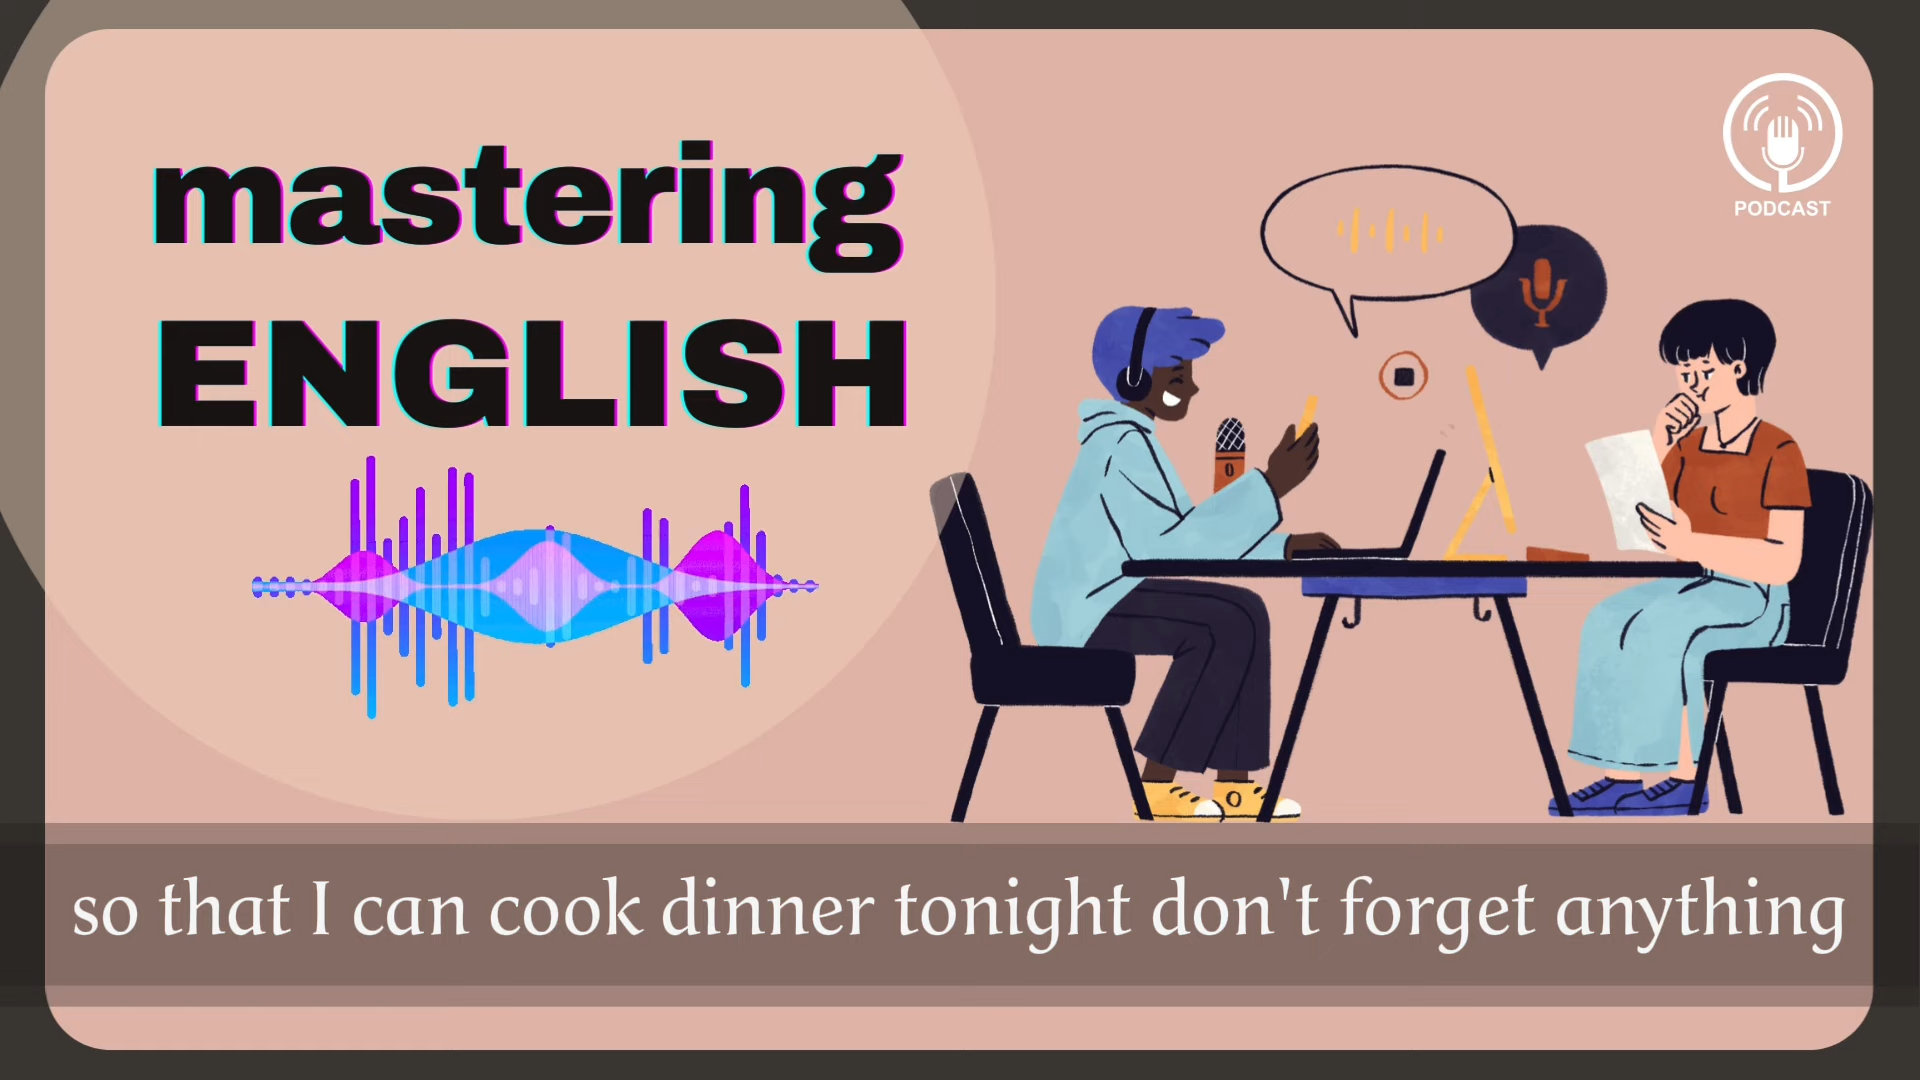 mastering
ENGLISH
PODCAST
so that I can cook dinner tonight don't forget anything